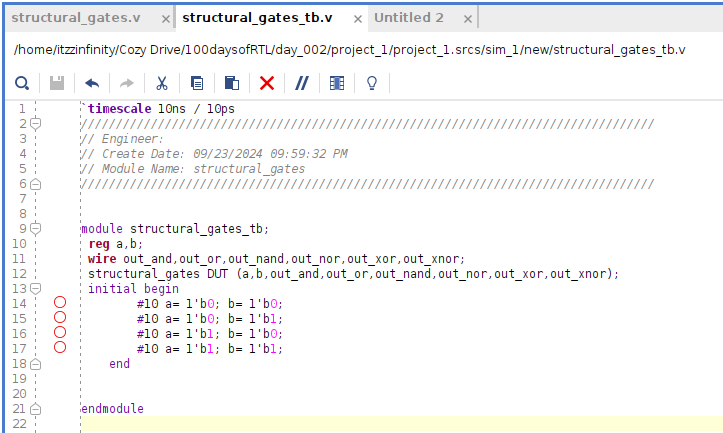 structural_gates.v × structural_gates_tb.v × Untitled 2 ×
/home/itzzinfinity/Cozy Drive/100daysofRTL/day_002/project_1/project_1.srcs/sim_1/new/structural_gates_tb.v
1 `timescale 10ns / 10ps
2 //////////////////////////////////////////////////////////////////////////////////
3 // Engineer:
4 // Create Date: 09/23/2024 09:59:32 PM
5 // Module Name: structural_gates
6 //////////////////////////////////////////////////////////////////////////////////
7
8
9 module structural_gates_tb;
10 reg a,b;
11 wire out_and,out_or,out_nand,out_nor,out_xor,out_xnor;
12 structural_gates DUT (a,b,out_and,out_or,out_nand,out_nor,out_xor,out_xnor);
13 initial begin
14 #10 a= 1'b0; b= 1'b0;
15 #10 a= 1'b0; b= 1'b1;
16 #10 a= 1'b1; b= 1'b0;
17 #10 a= 1'b1; b= 1'b1;
18 end
19
20
21 endmodule
22